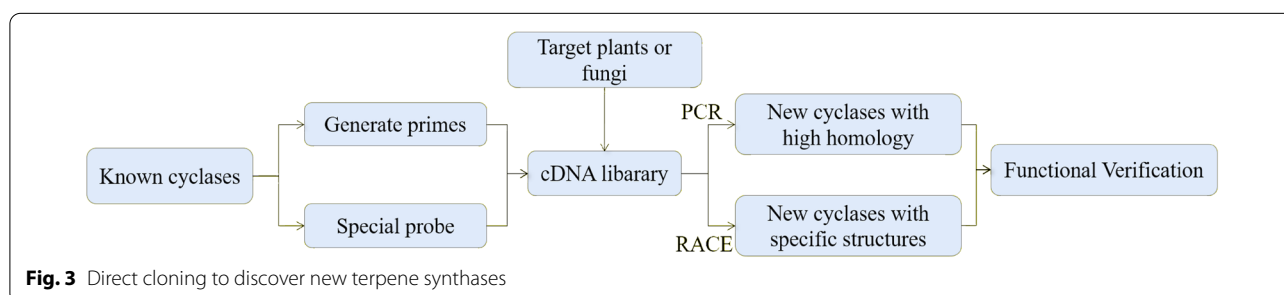 Target plants or
fungi
Generate primes
PCR
New cyclases with
high homology
Known cyclases
cDNA libarary
Functional Verification
Special probe
RACE
New cyclases with
specific structures
Fig. 3 Direct cloning to discover new terpene synthases